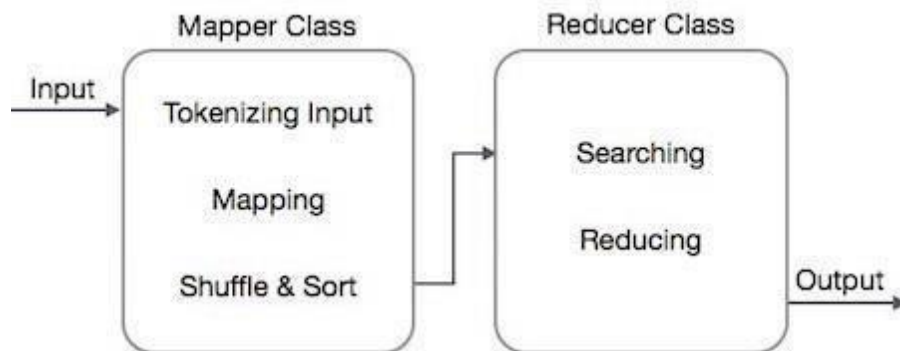 Mapper Class
Reducer Class
Input
Tokenizing Input
Mapping
Shuffle & Sort
Searching
Reducing
Output